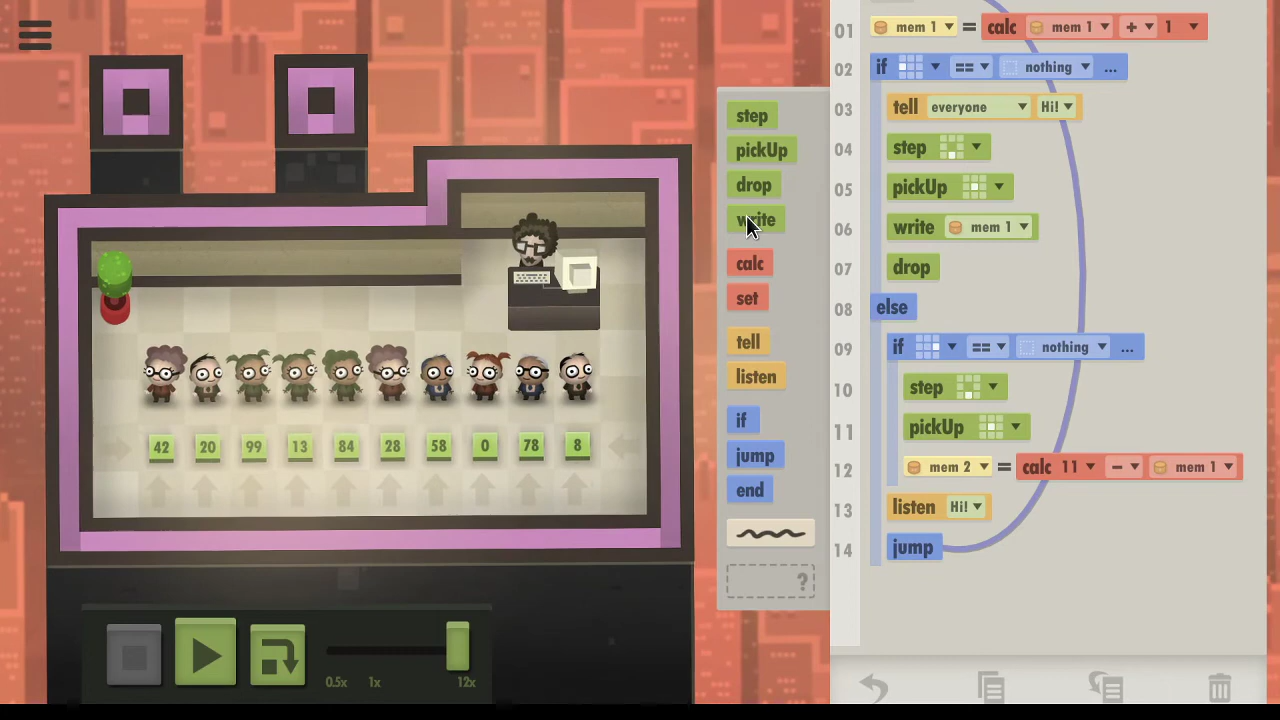 42 20 99 13 84 28 58 0 78 8
0.5x 1x 12x
step
pickUp
drop
write
calc
set
tell
listen
if
jump
end
?
01 mem 1 = calc mem 1 + 1
02 if == nothing ...
03 tell everyone Hi!
04 step
05 pickUp
06 write mem 1
07 drop
08 else
09 if == nothing ...
10 step
11 pickUp
12 mem 2 = calc 11 - mem 1
13 listen Hi!
14 jump